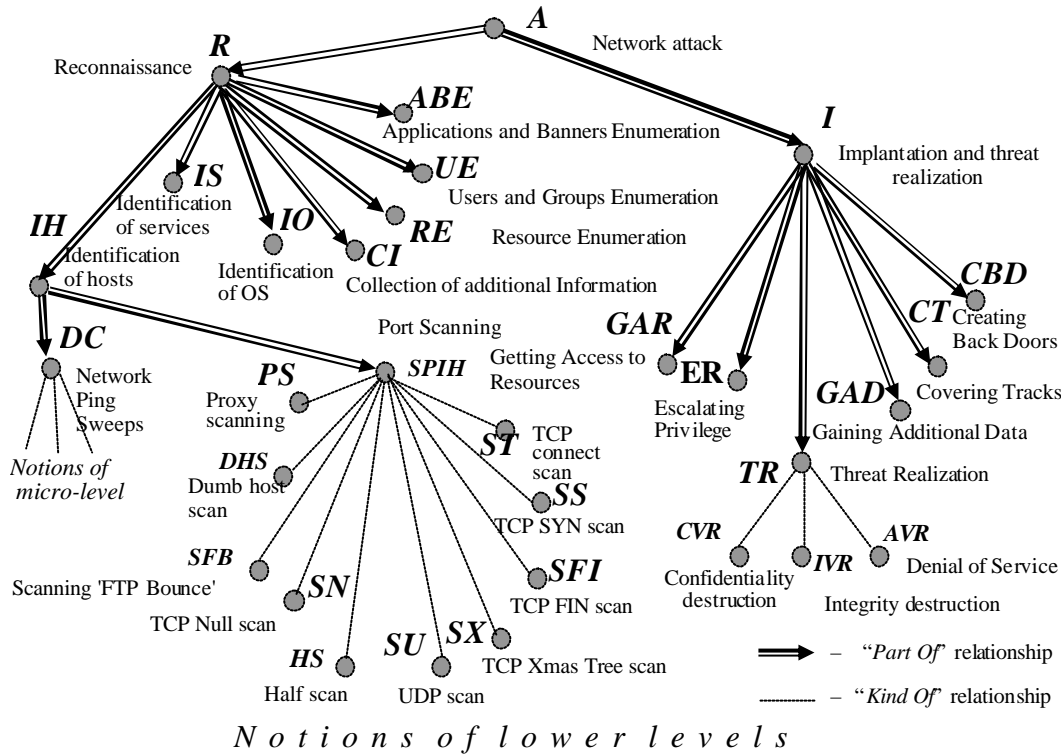 A
Network attack
R
Reconnaissance
ABE
Applications and Banners Enumeration
I
Implantation and threat
realization
IS
Identification
of services
UE
Users and Groups Enumeration
IH
Identification
of hosts
IO
Identification
of OS
RE
Resource Enumeration
CI
Collection of additional Information
CBD
Creating
Back Doors
CT
Covering Tracks
GAR
Getting Access to
Resources
ER
Escalating
Privilege
GAD
Gaining Additional Data
DC
Network
Ping
Sweeps
Notions of
micro-level
Port Scanning
SPIH
PS
Proxy
scanning
ST
TCP
connect
scan
DHS
Dumb host
scan
SS
TCP SYN scan
TR
Threat Realization
SFB
Scanning 'FTP Bounce'
SN
TCP Null scan
SFI
TCP FIN scan
CVR
Confidentiality
destruction
IVR
Integrity destruction
AVR
Denial of Service
HS
Half scan
SU
UDP scan
SX
TCP Xmas Tree scan
– “Part Of” relationship
– “Kind Of” relationship
Notions of lower levels